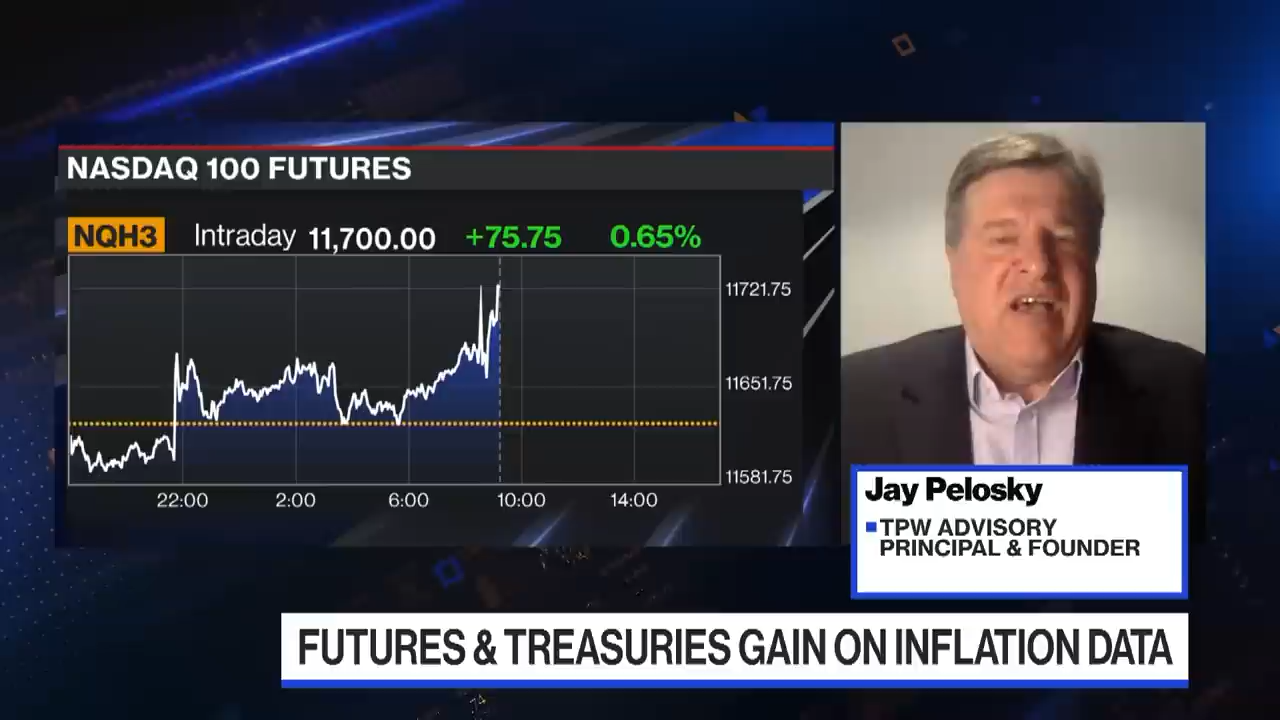 NASDAQ 100 FUTURES
NQH3 Intraday 11,700.00 +75.75 0.65%
11721.75
11651.75
11581.75
22:00 2:00 6:00 10:00 14:00
Jay Pelosky
TPW ADVISORY
PRINCIPAL & FOUNDER
FUTURES & TREASURIES GAIN ON INFLATION DATA